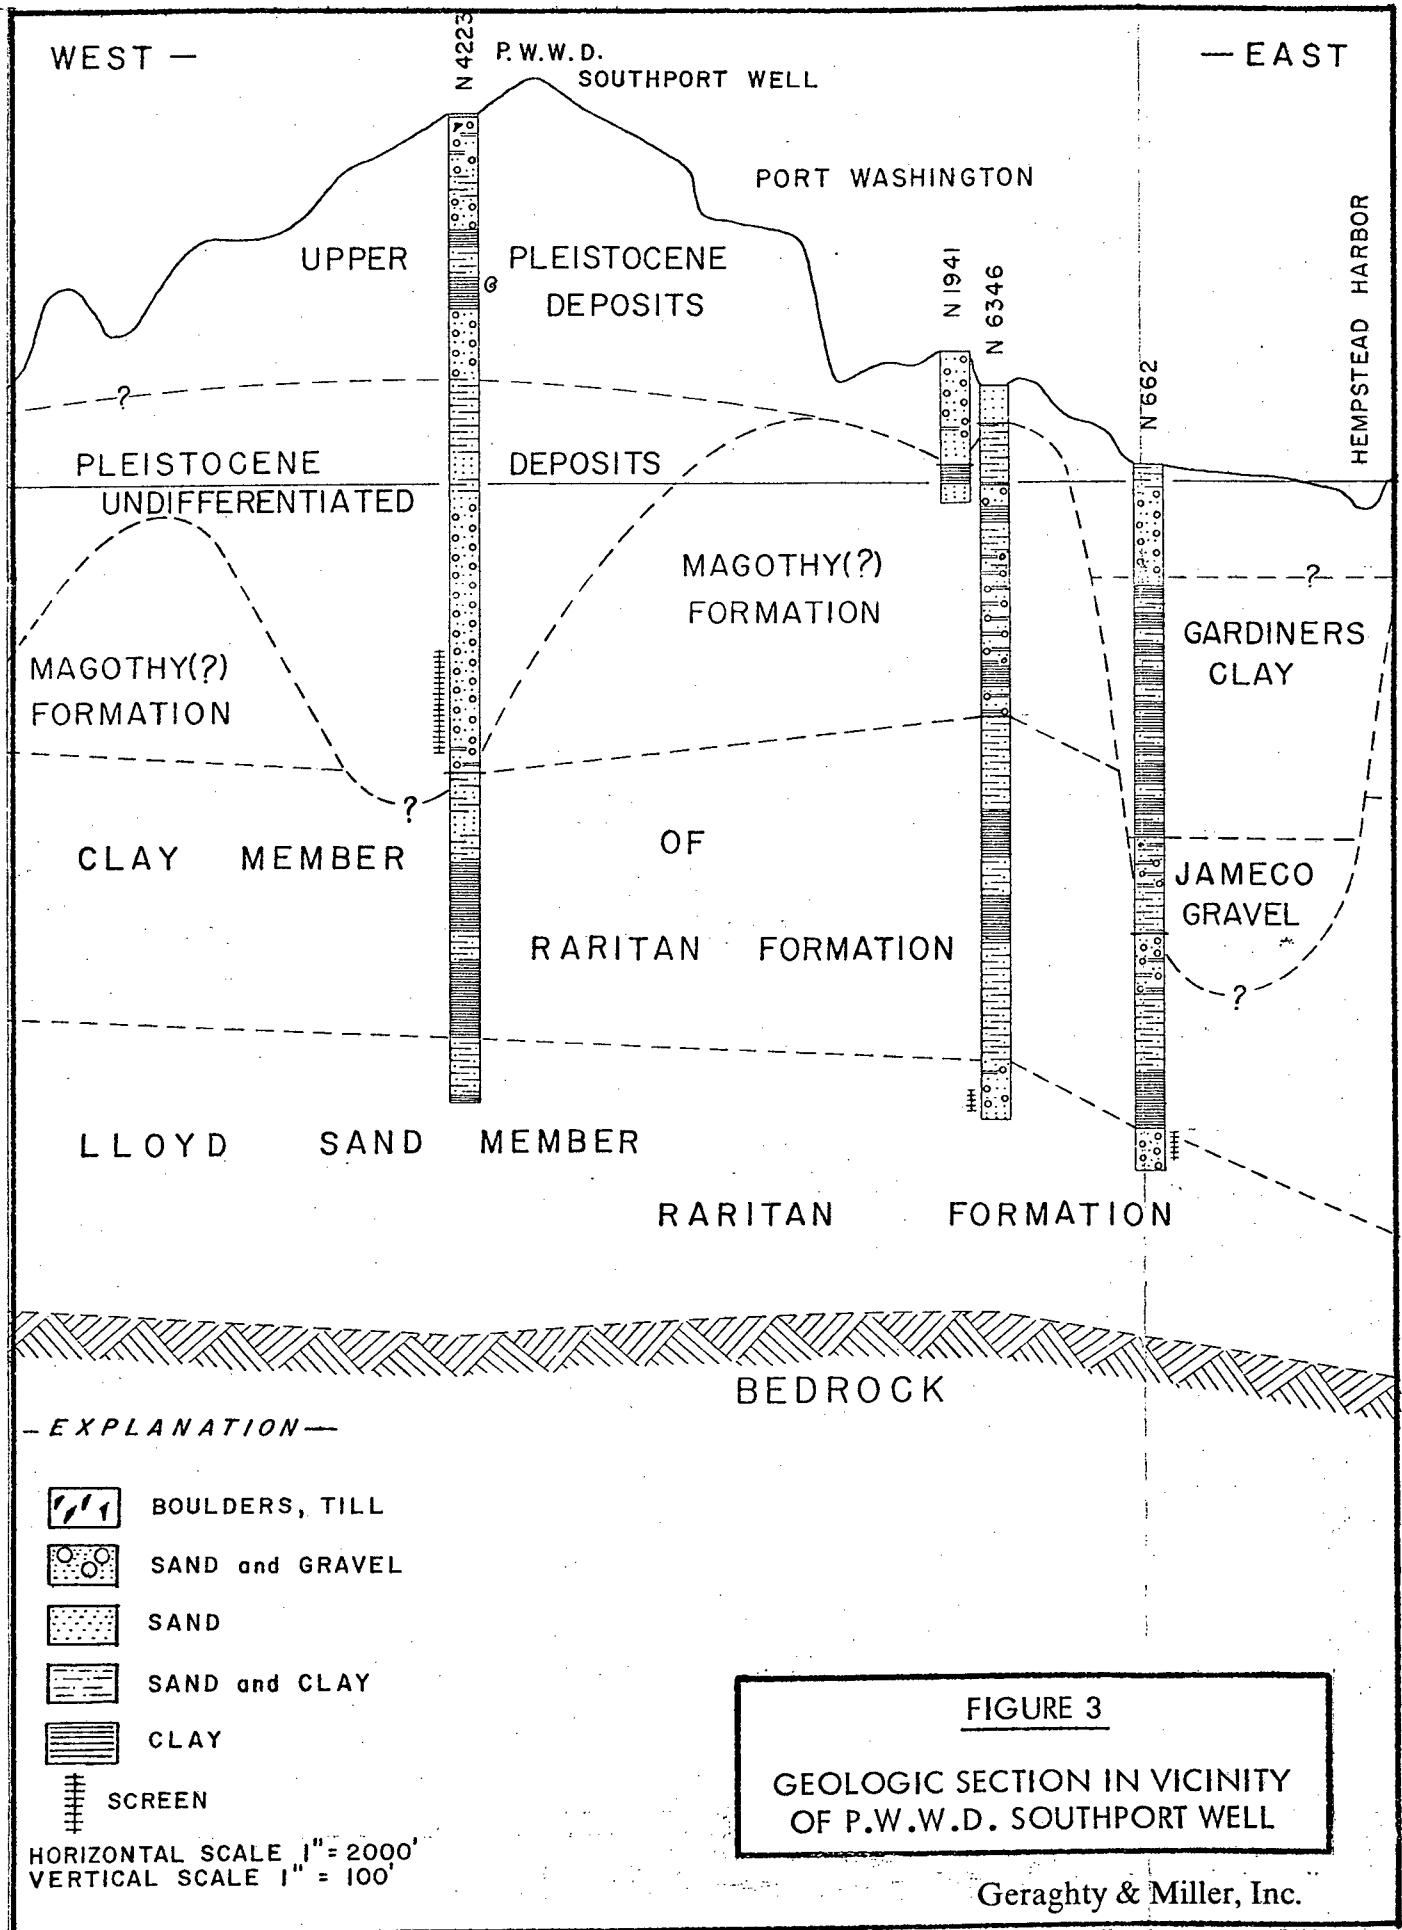 WEST —
N 4223
P.W.W.D.
SOUTHPORT WELL
— EAST
PORT WASHINGTON
HEMPSTEAD HARBOR
UPPER PLEISTOCENE
DEPOSITS
N 1941
N 6346
N 662
?
PLEISTOCENE DEPOSITS
UNDIFFERENTIATED
MAGOTHY(?)
FORMATION
?
GARDINERS
CLAY
MAGOTHY(?)
FORMATION
?
CLAY MEMBER OF
JAMECO
GRAVEL
RARITAN FORMATION
?
LLOYD SAND MEMBER
RARITAN FORMATION
BEDROCK
— EXPLANATION —
BOULDERS, TILL
SAND and GRAVEL
SAND
SAND and CLAY
CLAY
SCREEN
HORIZONTAL SCALE 1" = 2000'
VERTICAL SCALE 1" = 100'
FIGURE 3
GEOLOGIC SECTION IN VICINITY
OF P.W.W.D. SOUTHPORT WELL
Geraghty & Miller, Inc.